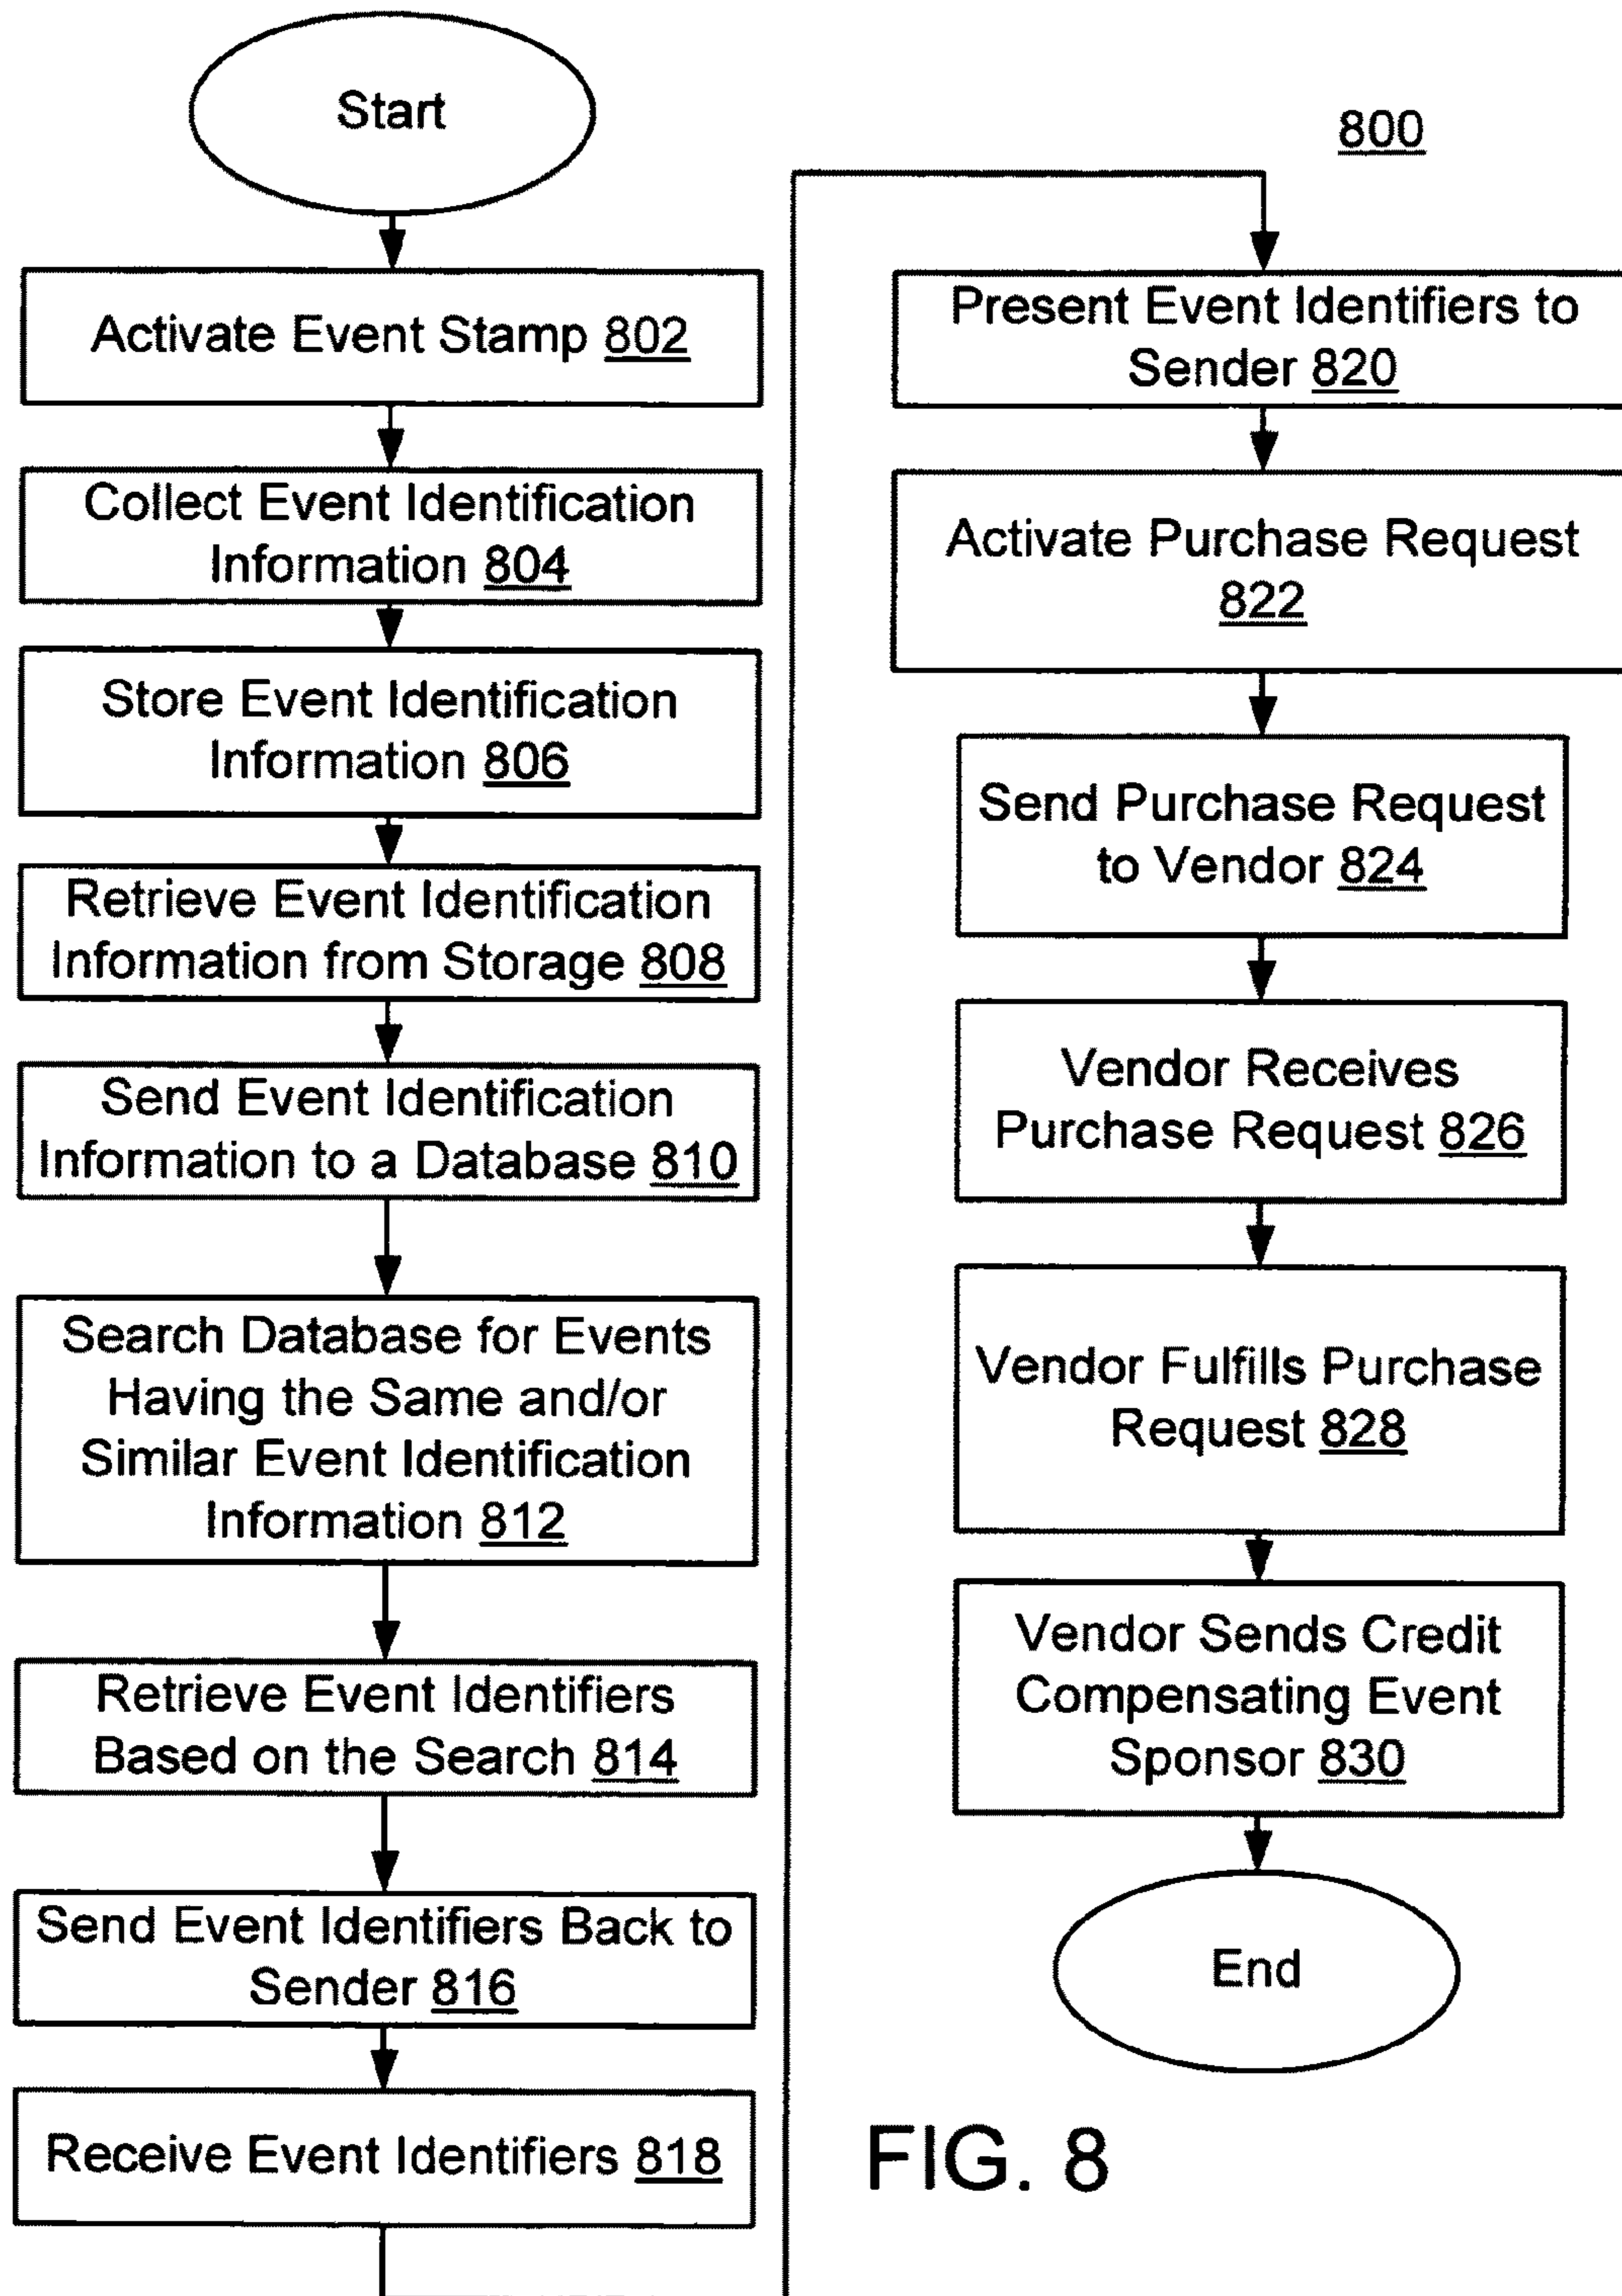 Start
Activate Event Stamp 802
Collect Event Identification
Information 804
Store Event Identification
Information 806
Retrieve Event Identification
Information from Storage 808
Send Event Identification
Information to a Database 810
Search Database for Events
Having the Same and/or
Similar Event Identification
Information 812
Retrieve Event Identifiers
Based on the Search 814
Send Event Identifiers Back to
Sender 816
Receive Event Identifiers 818
800
Present Event Identifiers to
Sender 820
Activate Purchase Request
822
Send Purchase Request
to Vendor 824
Vendor Receives
Purchase Request 826
Vendor Fulfills Purchase
Request 828
Vendor Sends Credit
Compensating Event
Sponsor 830
End
FIG. 8